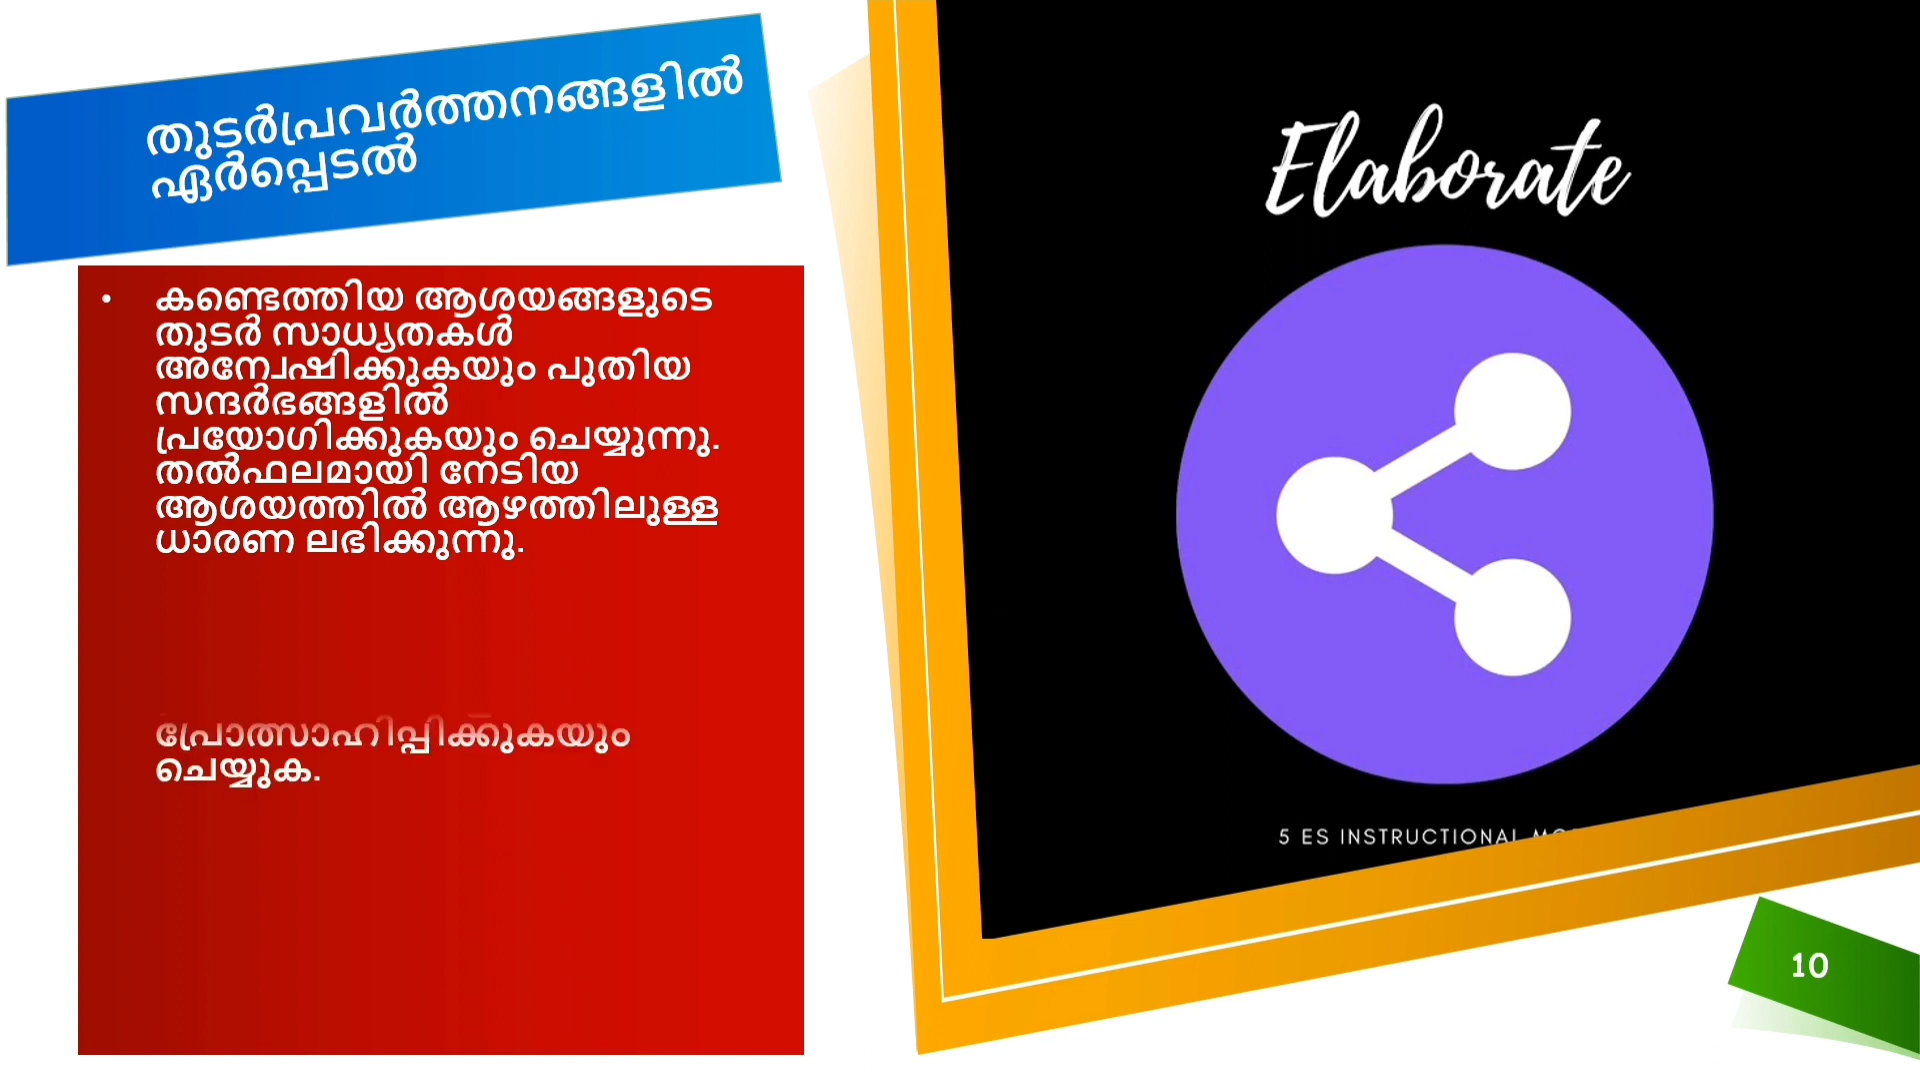 തുടർപ്രവർത്തനങ്ങളിൽ
ഏർപ്പെടൽ
• കണ്ടെത്തിയ ആശയങ്ങളുടെ
തുടർ സാധ്യതകൾ
അന്വേഷിക്കുകയും പുതിയ
സന്ദർഭങ്ങളിൽ
പ്രയോഗിക്കുകയും ചെയ്യുന്നു.
തൽഫലമായി നേടിയ
ആശയത്തിൽ ആഴത്തിലുള്ള
ധാരണ ലഭിക്കുന്നു.
പ്രോത്സാഹിപ്പിക്കുകയും
ചെയ്യുക.
Elaborate
5 ES INSTRUCTIONAL
10